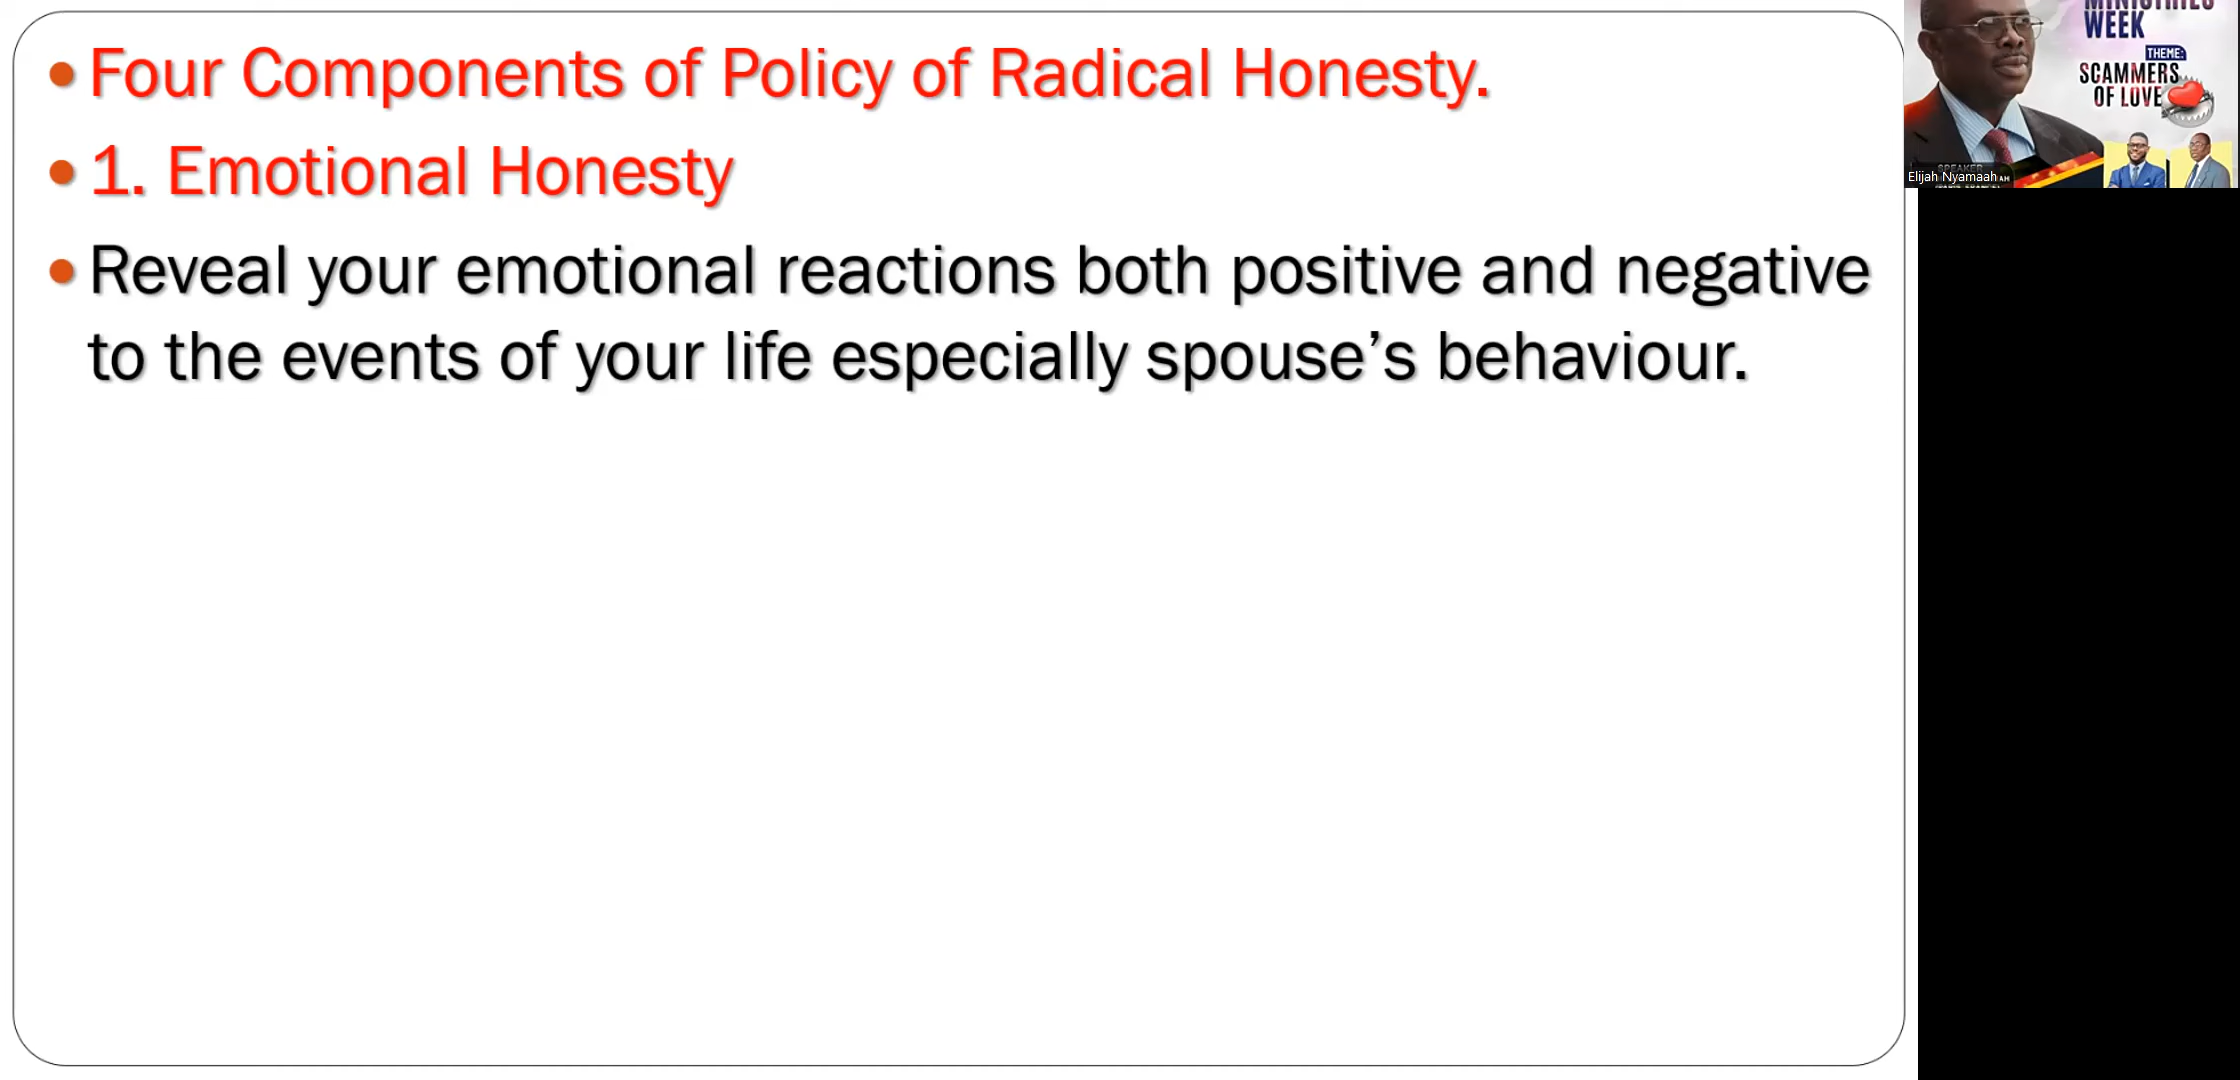 Four Components of Policy of Radical Honesty.
1. Emotional Honesty
Reveal your emotional reactions both positive and negative
to the events of your life especially spouse’s behaviour.
MINISTRIES
WEEK
THEME:
SCAMMERS
OF LOVE
SPEAKER
Elijah Nyamaah